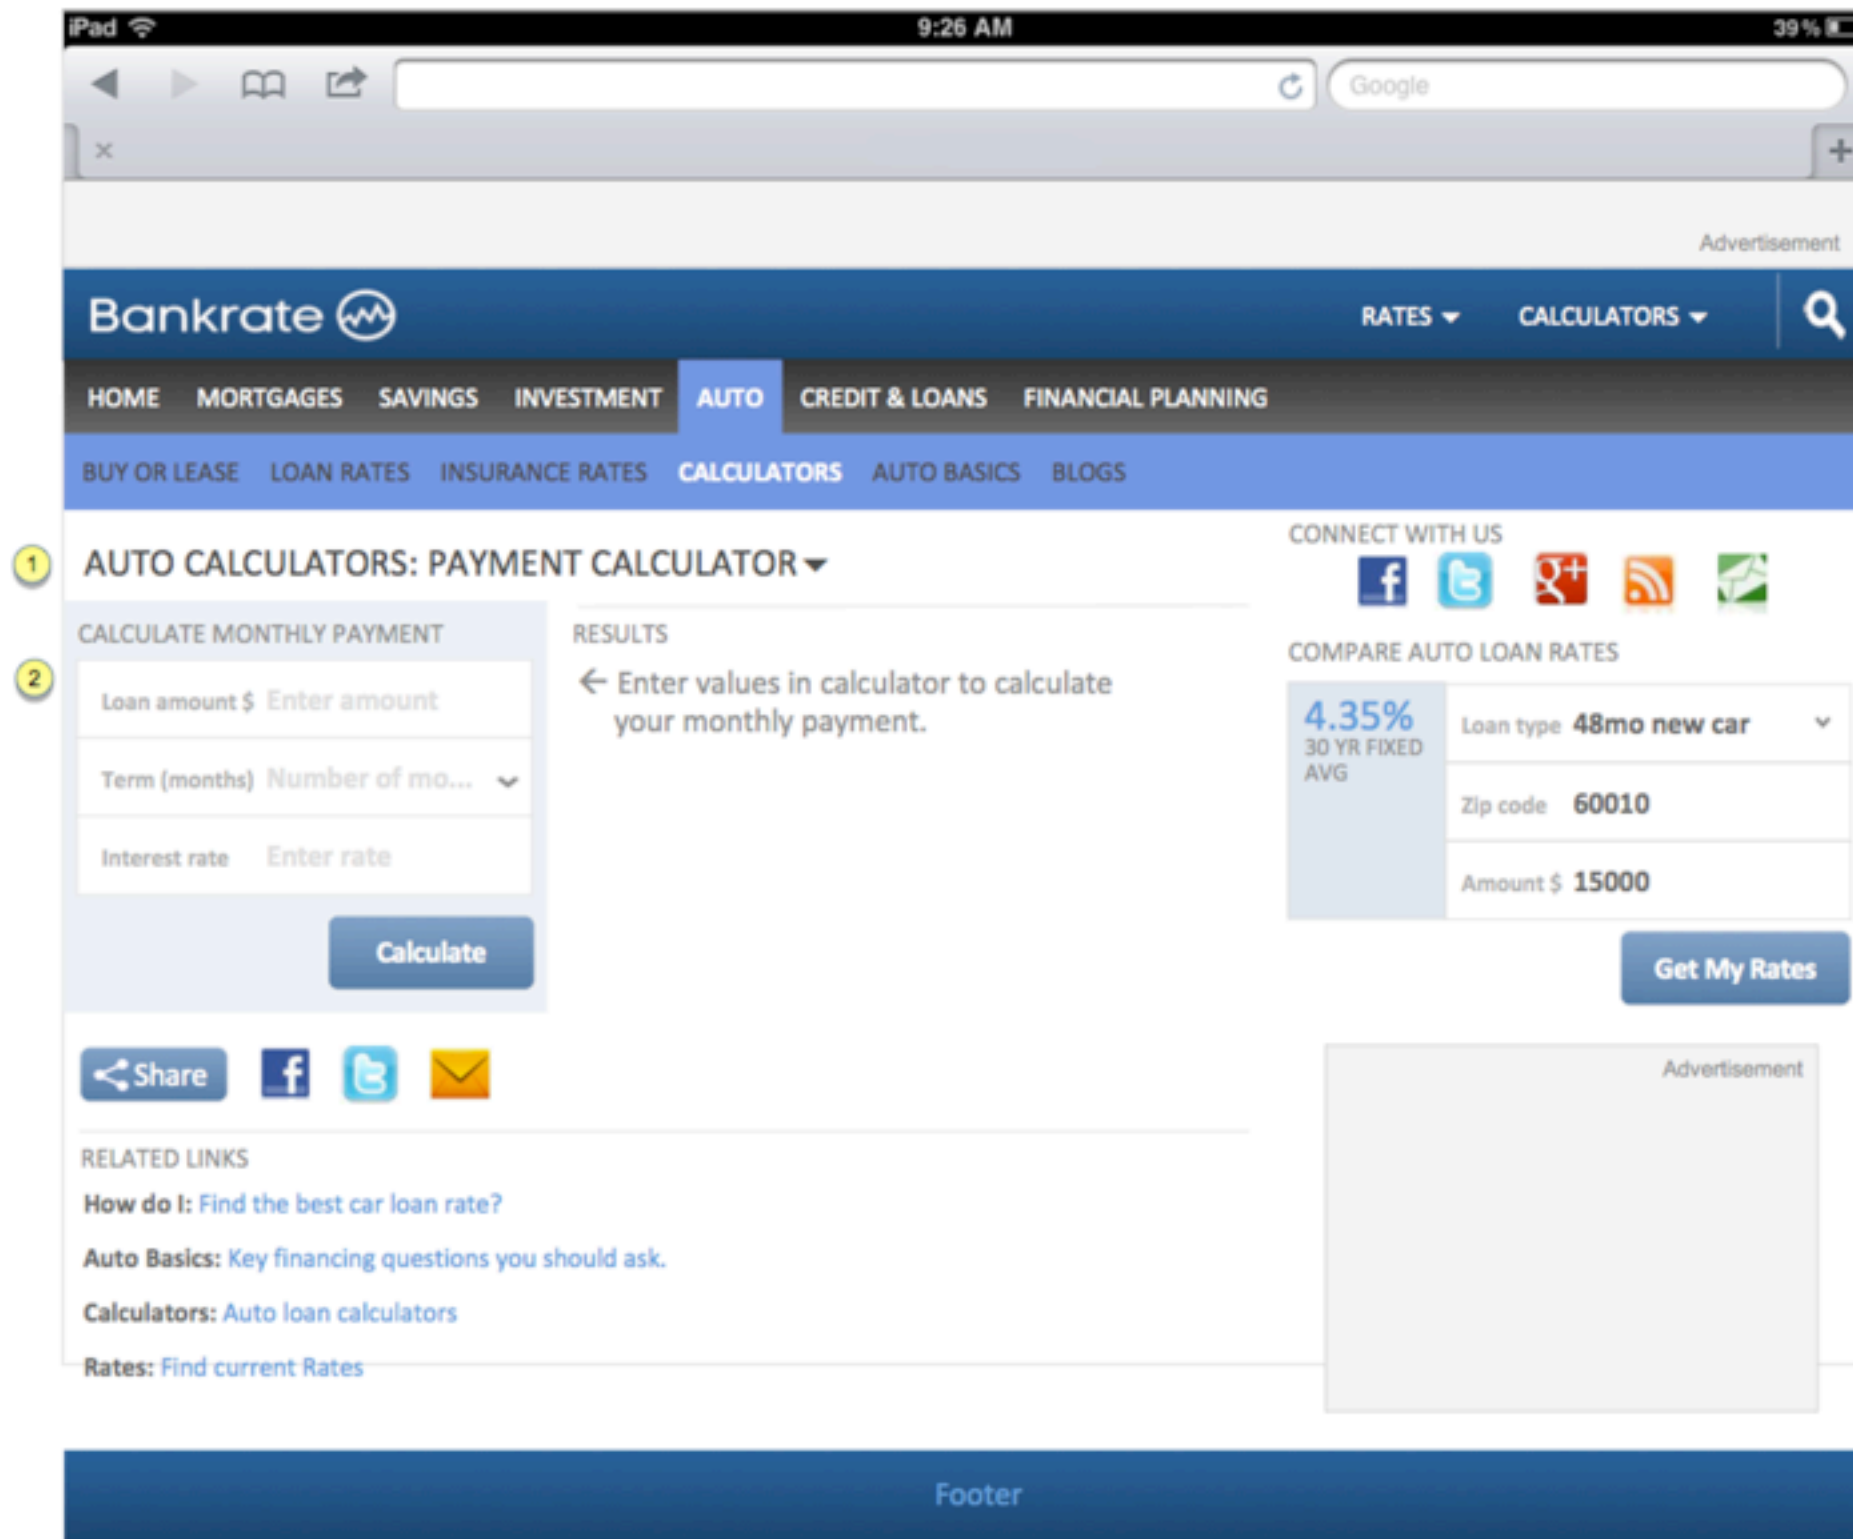 iPad 9:26 AM 39%
Google
×
+
Advertisement
Bankrate RATES CALCULATORS
HOME MORTGAGES SAVINGS INVESTMENT AUTO CREDIT & LOANS FINANCIAL PLANNING
BUY OR LEASE LOAN RATES INSURANCE RATES CALCULATORS AUTO BASICS BLOGS
1
AUTO CALCULATORS: PAYMENT CALCULATOR
CALCULATE MONTHLY PAYMENT
2
Loan amount $ Enter amount
Term (months) Number of mo...
Interest rate Enter rate
Calculate
RESULTS
← Enter values in calculator to calculate
your monthly payment.
CONNECT WITH US
f t g+
COMPARE AUTO LOAN RATES
4.35%
30 YR FIXED
AVG
Loan type 48mo new car
Zip code 60010
Amount $ 15000
Get My Rates
Share f t
Advertisement
RELATED LINKS
How do I: Find the best car loan rate?
Auto Basics: Key financing questions you should ask.
Calculators: Auto loan calculators
Rates: Find current Rates
Footer